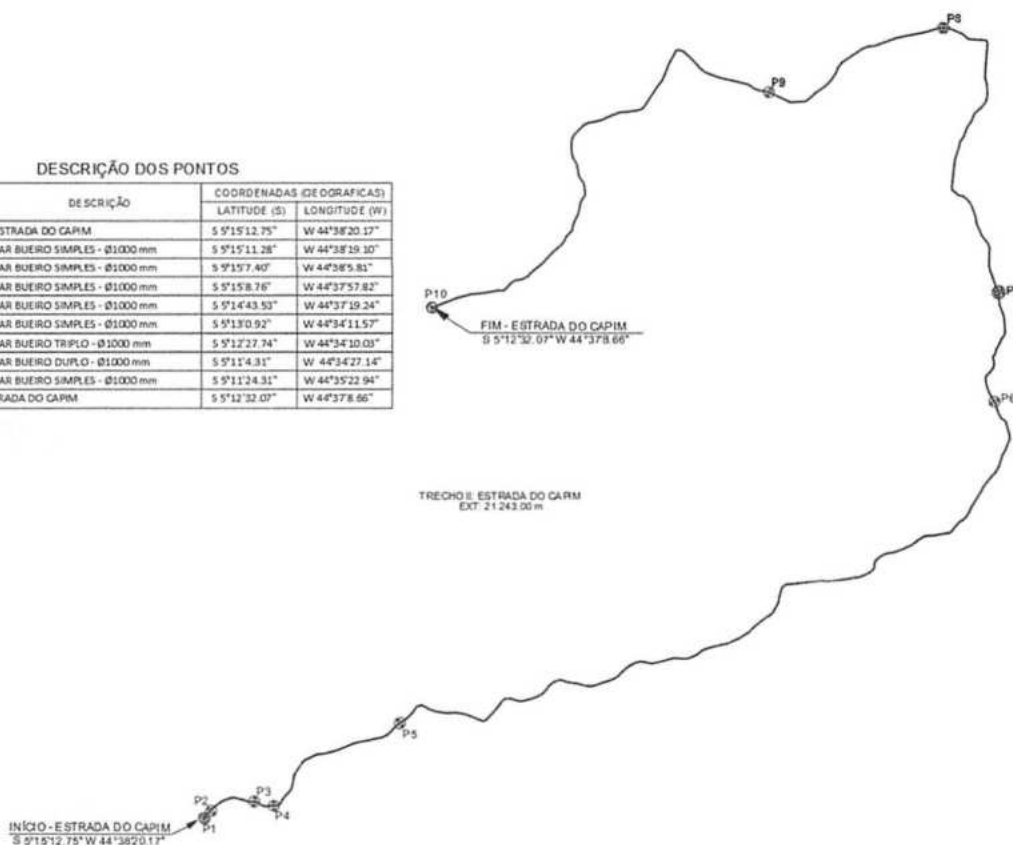 DESCRIÇÃO DOS PONTOS
DESCRIÇÃO COORDENADAS (GEOGRAFICAS)
LATITUDE (S) LONGITUDE (W)
STRADA DO CAPIM S 5°15'12.75" W 44°38'20.17"
AR BUEIRO SIMPLES - Ø1000 mm S 5°15'11.28" W 44°38'19.10"
AR BUEIRO SIMPLES - Ø1000 mm S 5°15'7.40" W 44°38'5.81"
AR BUEIRO SIMPLES - Ø1000 mm S 5°15'8.76" W 44°37'57.82"
AR BUEIRO SIMPLES - Ø1000 mm S 5°14'43.53" W 44°37'19.24"
AR BUEIRO SIMPLES - Ø1000 mm S 5°13'0.92" W 44°34'11.57"
AR BUEIRO TRIPLO - Ø1000 mm S 5°12'27.74" W 44°34'10.03"
AR BUEIRO DUPLO - Ø1000 mm S 5°11'4.31" W 44°34'27.14"
AR BUEIRO SIMPLES - Ø1000 mm S 5°11'24.31" W 44°35'22.94"
RADA DO CAPIM S 5°12'32.07" W 44°37'8.66"
P8
P9
P10
FIM - ESTRADA DO CAPIM
S 5°12'32.07" W 44°37'8.66"
P6
TRECHO II: ESTRADA DO CAPIM
EXT: 21.243,00 m
P5
P2
P3
P4
P1
INÍCIO - ESTRADA DO CAPIM
S 5°15'12.75" W 44°38'20.17"